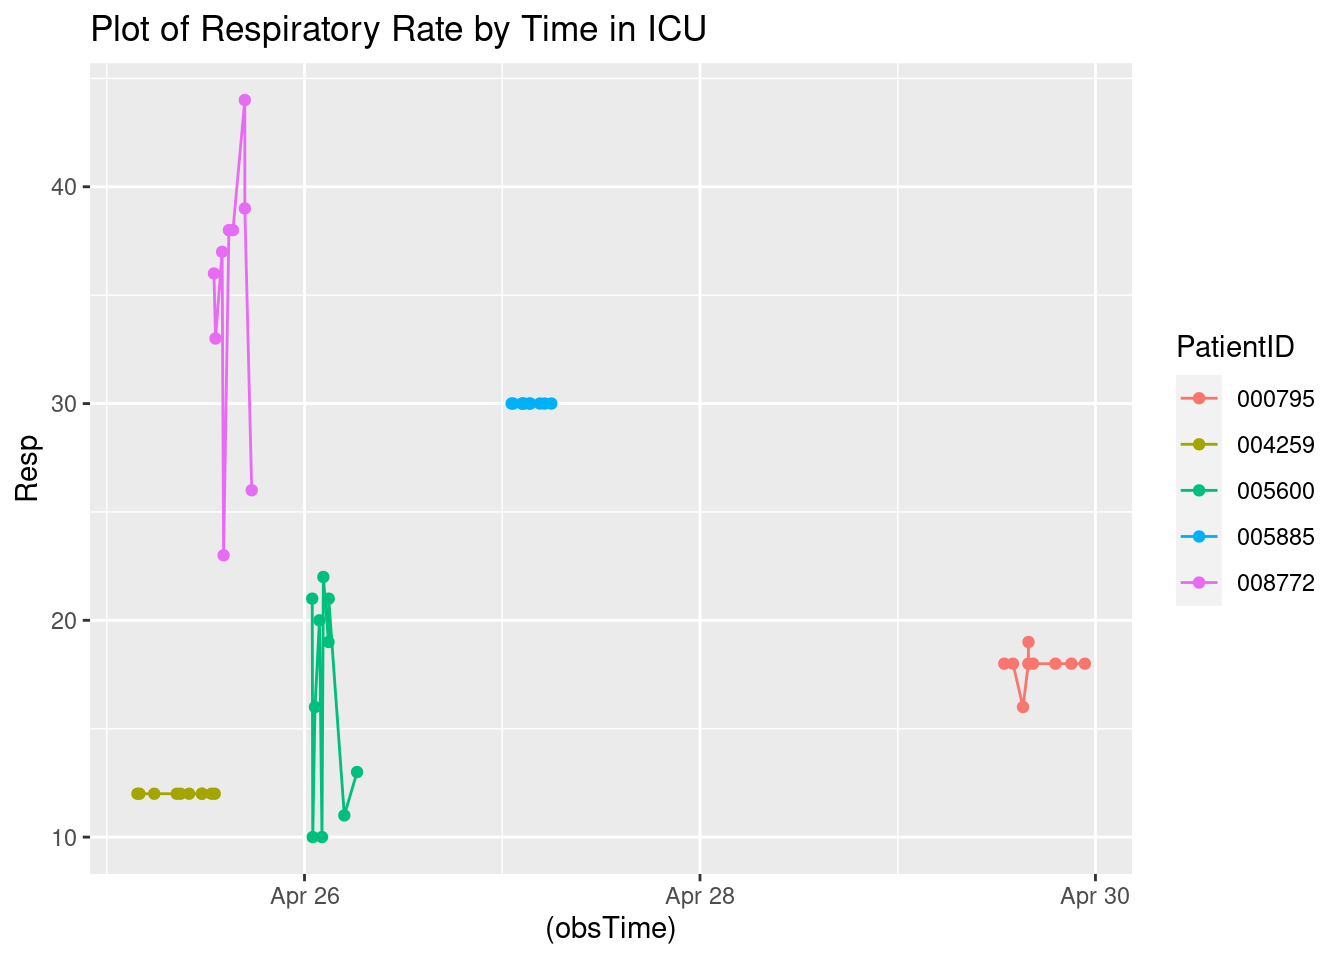 Plot of Respiratory Rate by Time in ICU
40
30
20
10
Resp
Apr 26
Apr 28
Apr 30
(obsTime)
PatientID
000795
004259
005600
005885
008772